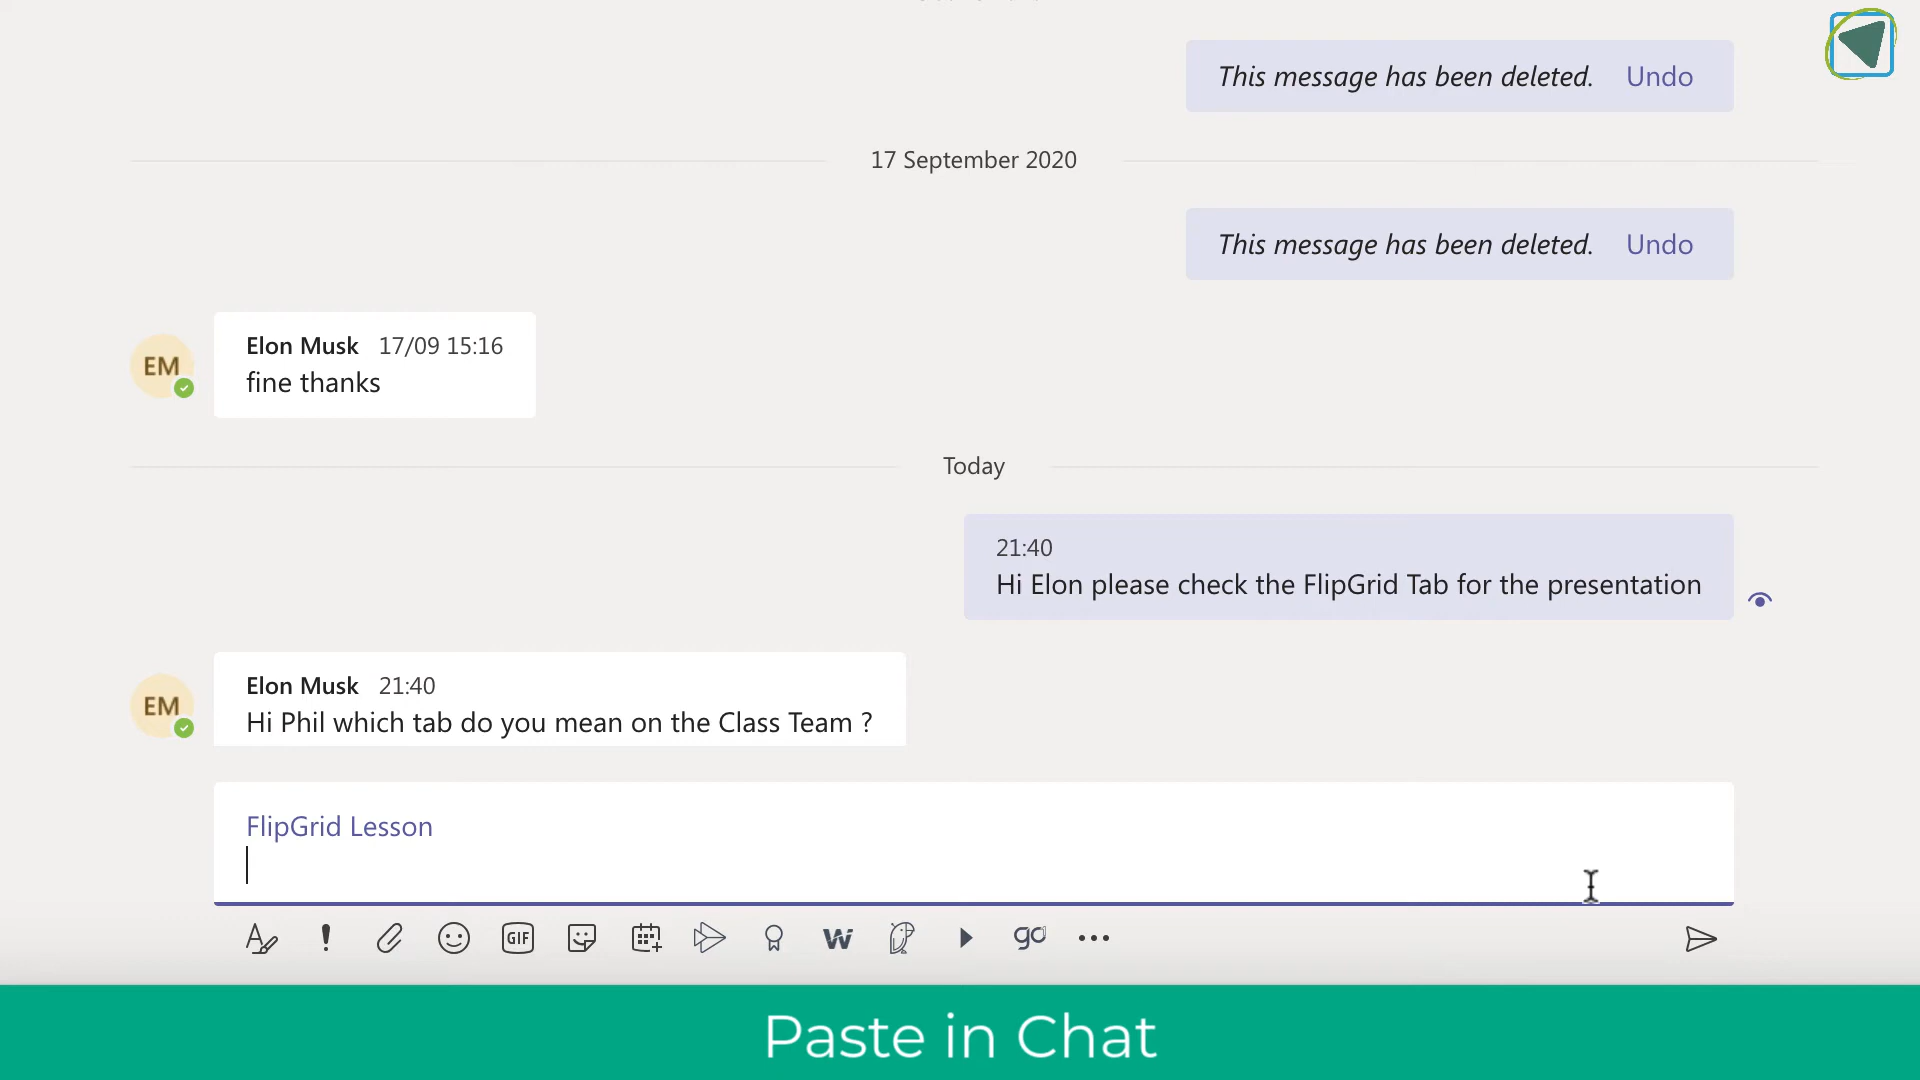 This message has been deleted. Undo
17 September 2020
This message has been deleted. Undo
EM
Elon Musk 17/09 15:16
fine thanks
Today
21:40
Hi Elon please check the FlipGrid Tab for the presentation
EM
Elon Musk 21:40
Hi Phil which tab do you mean on the Class Team ?
FlipGrid Lesson
GIF
W
go
Paste in Chat